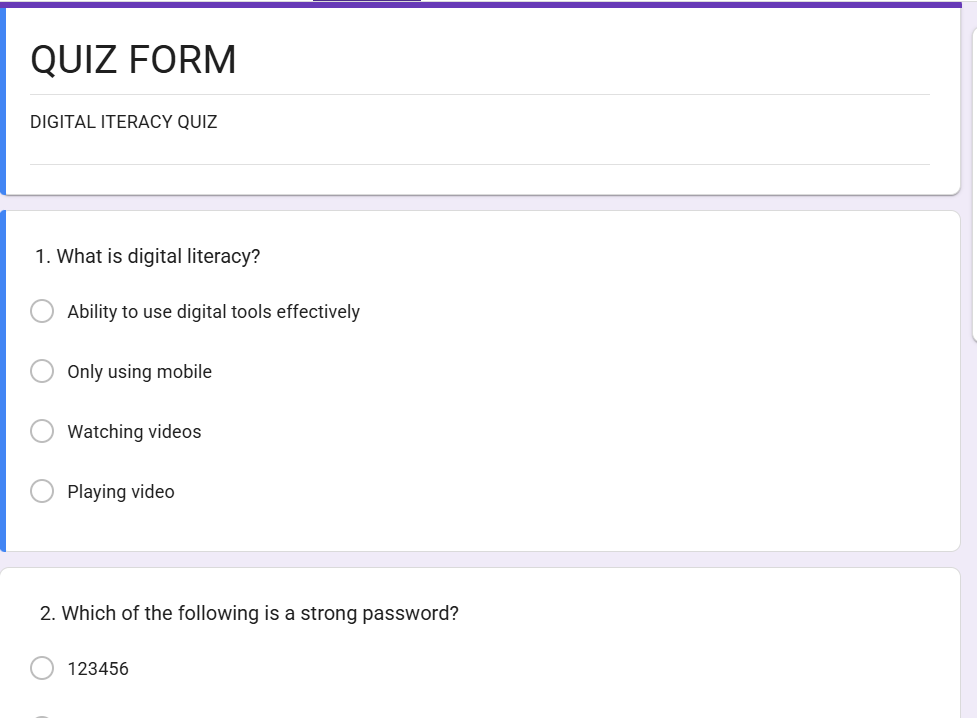 QUIZ FORM
DIGITAL ITERACY QUIZ
1. What is digital literacy?
Ability to use digital tools effectively
Only using mobile
Watching videos
Playing video
2. Which of the following is a strong password?
123456